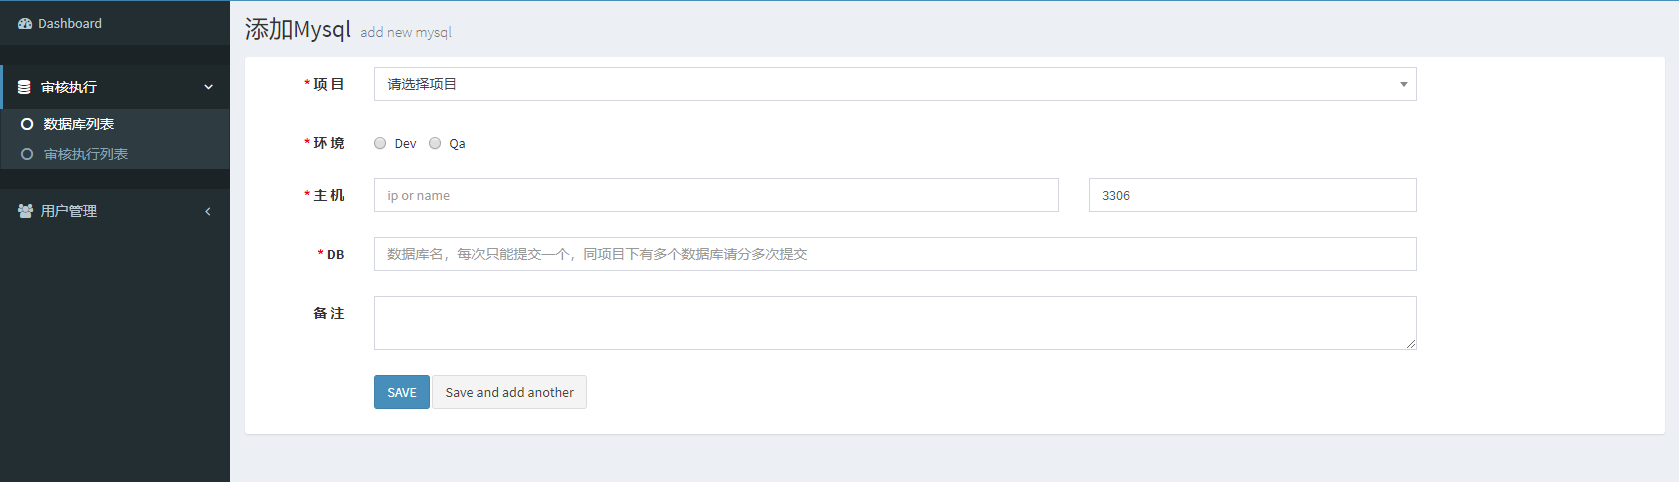 Dashboard
审核执行
数据库列表
审核执行列表
用户管理
添加Mysql add new mysql
*项目 请选择项目
*环境 Dev Qa
*主机 ip or name 3306
*DB 数据库名，每次只能提交一个，同项目下有多个数据库请分多次提交
备注
SAVE Save and add another